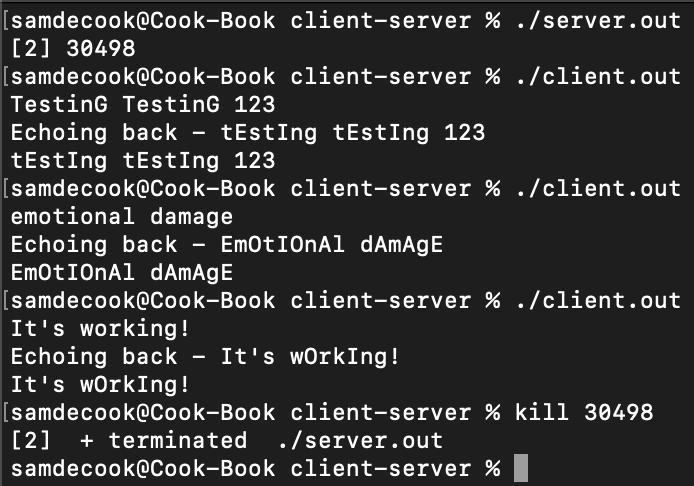 [samdecook@Cook-Book client-server % ./server.out
[2] 30498
[samdecook@Cook-Book client-server % ./client.out
TestinG TestinG 123
Echoing back - tEstIng tEstIng 123
tEstIng tEstIng 123
[samdecook@Cook-Book client-server % ./client.out
emotional damage
Echoing back - EmOtIOnAl dAmAgE
EmOtIOnAl dAmAgE
[samdecook@Cook-Book client-server % ./client.out
It's working!
Echoing back - It's wOrkIng!
It's wOrkIng!
[samdecook@Cook-Book client-server % kill 30498
[2]  + terminated  ./server.out
samdecook@Cook-Book client-server %